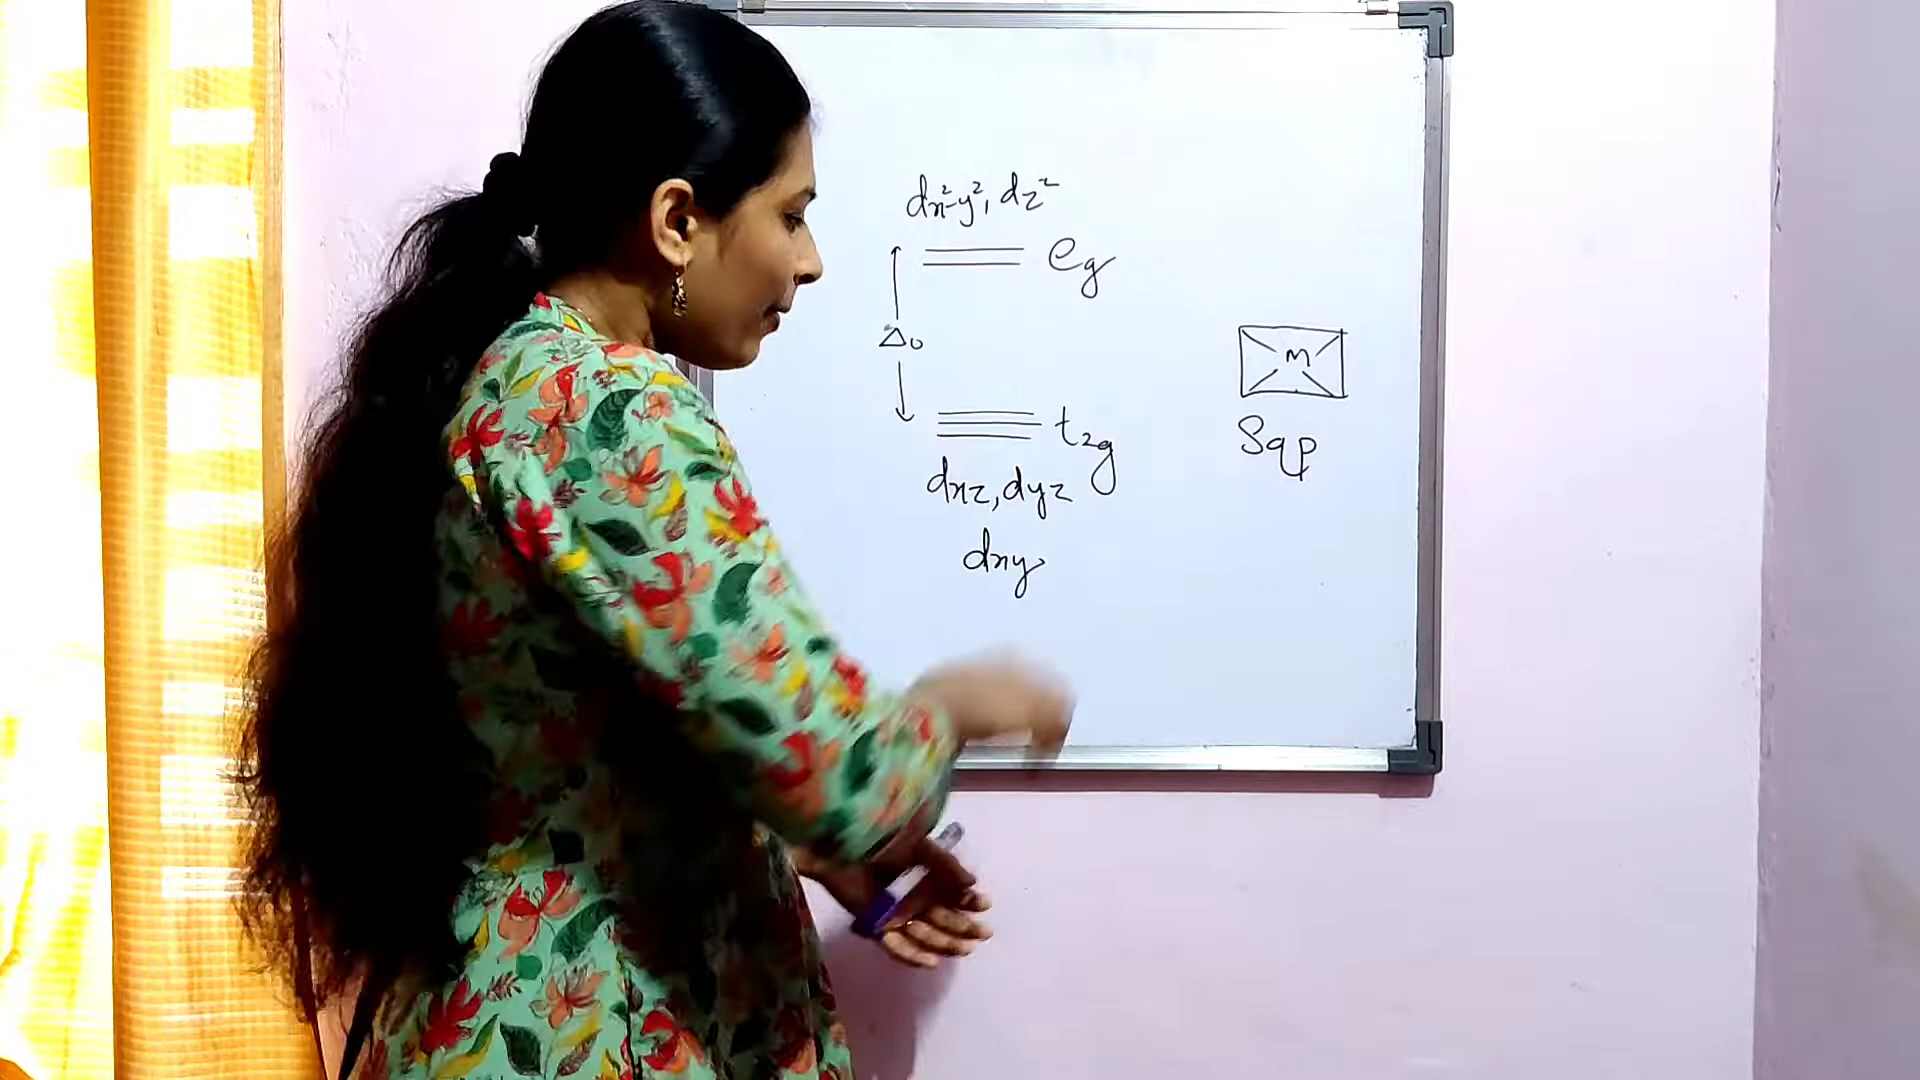 dx²-y², dz²
eg
Δo
t2g
dxz, dyz
dxy
M
Sqp